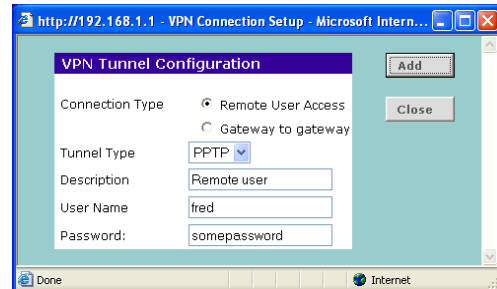 http://192.168.1.1 - VPN Connection Setup - Microsoft Intern...
VPN Tunnel Configuration
Add
Connection Type
Remote User Access
Close
Gateway to gateway
Tunnel Type
PPTP
Description
Remote user
User Name
fred
Password:
somepassword
Done
Internet